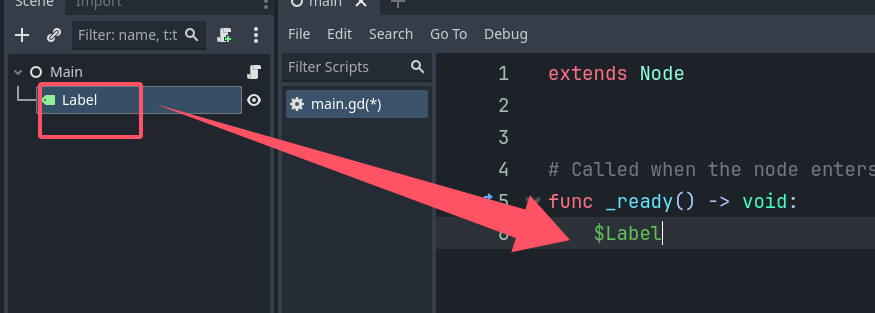 Scene Import
Filter: name, t:t
Main
Label
main
File Edit Search Go To Debug
Filter Scripts
main.gd(*)
1 extends Node
2
3
4 # Called when the node enters
5 func _ready() -> void:
6 $Label